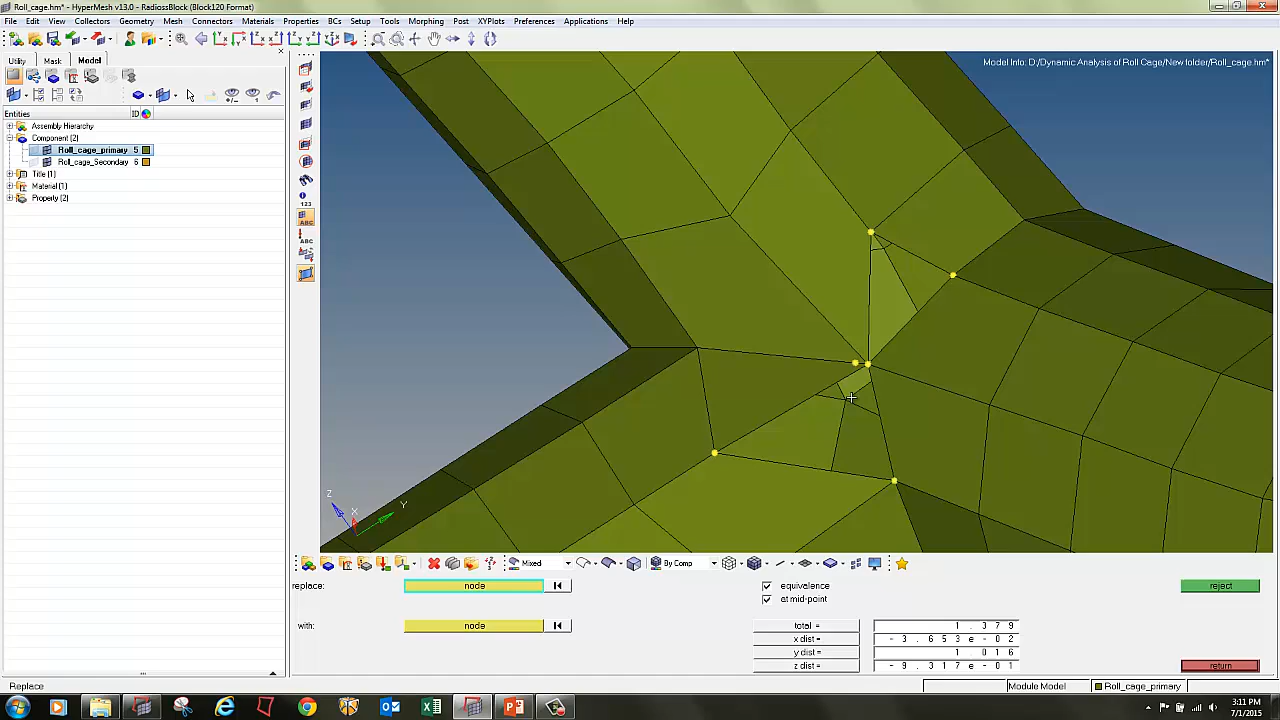 Roll_cage.hm* - HyperMesh v13.0 - RadiossBlock (Block120 Format)
File Edit View Collectors Geometry Mesh Connectors Materials Properties BCs Setup Tools Morphing Post XYPlots Preferences Applications Help
Utility Mask Model
Model Info: D:/Dynamic Analysis of Roll Cage/New folder/Roll_cage.hm*
Entities ID
Assembly Hierarchy
Component (2)
Roll_cage_primary 5
Roll_cage_Secondary 6
Title (1)
Material (1)
Property (2)
123
ABC
ABC
Z
X
Y
Mixed By Comp
replace: node equivalence reject
at mid-point
with: node total = 1.379
x dist = -3.653e-02
y dist = 1.016
z dist = -9.317e-01
return
Replace Module Model Roll_cage_primary
3:11 PM
7/1/2015